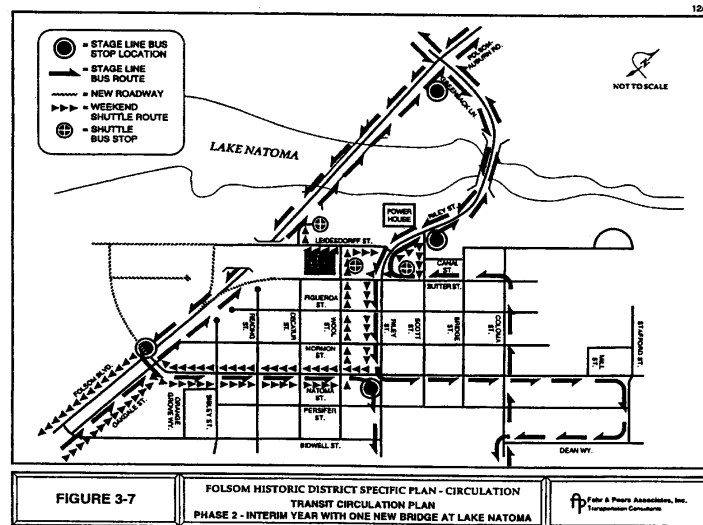 = STAGE LINE BUS
STOP LOCATION
= STAGE LINE
BUS ROUTE
= NEW ROADWAY
= WEEKEND
SHUTTLE ROUTE
= SHUTTLE
BUS STOP
FOLSOM-
AUBURN RD.
GREENBACK LN.
NOT TO SCALE
LAKE NATOMA
POWER
HOUSE
RILEY ST.
LEIDESDORFF ST.
CANAL
ST.
SUTTER ST.
FIGUEROA
ST.
READING
ST.
DECATUR
ST.
WOOL
ST.
RILEY
ST.
SCOTT
ST.
BRIDGE
ST.
COLOMA
ST.
STAFFORD ST.
MORMON
ST.
MILL
ST.
FOLSOM BLVD.
OAKDALE ST.
NATOMA
ST.
ORANGE
GROVE WY.
SIBLEY ST.
PERSIFER
ST.
BIDWELL ST.
DEAN WY.
FIGURE 3-7
FOLSOM HISTORIC DISTRICT SPECIFIC PLAN - CIRCULATION
TRANSIT CIRCULATION PLAN
PHASE 2 - INTERIM YEAR WITH ONE NEW BRIDGE AT LAKE NATOMA
Fehr & Peers Associates, Inc.
Transportation Consultants